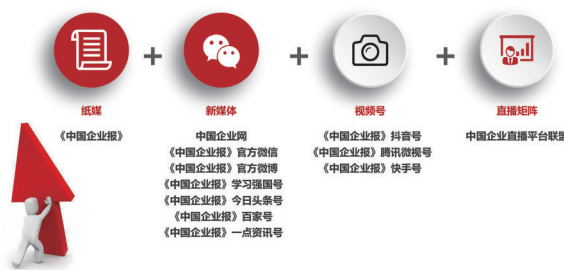 纸媒
《中国企业报》
新媒体
中国企业网
《中国企业报》官方微信
《中国企业报》官方微博
《中国企业报》学习强国号
《中国企业报》今日头条号
《中国企业报》百家号
《中国企业报》一点资讯号
视频号
《中国企业报》抖音号
《中国企业报》腾讯微视号
《中国企业报》快手号
直播矩阵
中国企业直播平台联盟